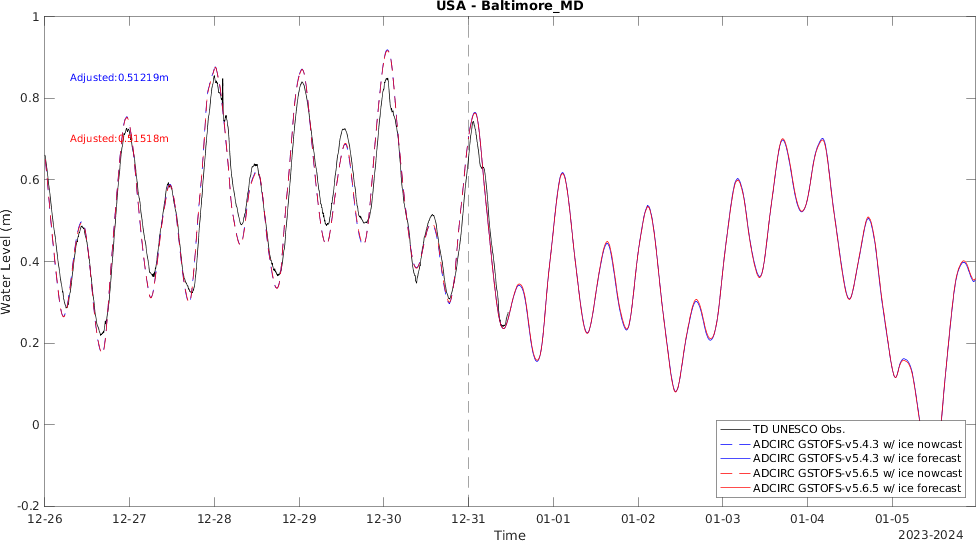 USA - Baltimore_MD
1
0.8
0.6
0.4
0.2
0
-0.2
Water Level (m)
Adjusted:0.51219m
Adjusted:0.51518m
TD UNESCO Obs.
ADCIRC GSTOFS-v5.4.3 w/ ice nowcast
ADCIRC GSTOFS-v5.4.3 w/ ice forecast
ADCIRC GSTOFS-v5.6.5 w/ ice nowcast
ADCIRC GSTOFS-v5.6.5 w/ ice forecast
12-26 12-27 12-28 12-29 12-30 12-31 01-01 01-02 01-03 01-04 01-05
Time
2023-2024